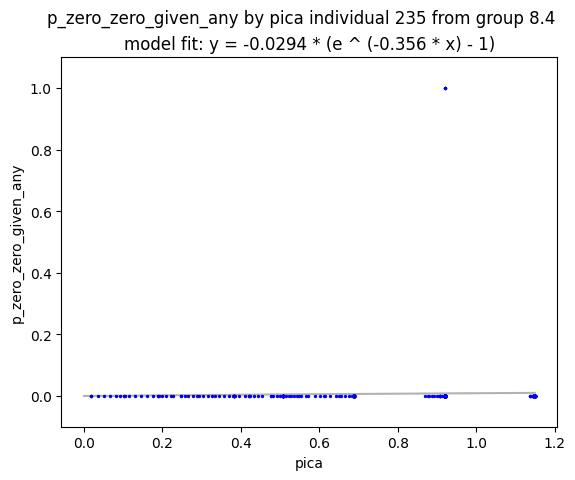 p_zero_zero_given_any by pica individual 235 from group 8.4
model fit: y = -0.0294 * (e ^ (-0.356 * x) - 1)
p_zero_zero_given_any
1.0
0.8
0.6
0.4
0.2
0.0
0.0 0.2 0.4 0.6 0.8 1.0 1.2
pica